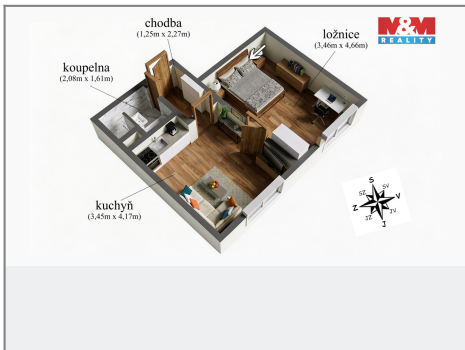 chodba
(1,25m x 2,27m)
ložnice
(3,46m x 4,66m)
M&M
REALITY
koupelna
(2,08m x 1,61m)
kuchyň
(3,45m x 4,17m)
S
SZ
SV
Z
V
JZ
JV
J